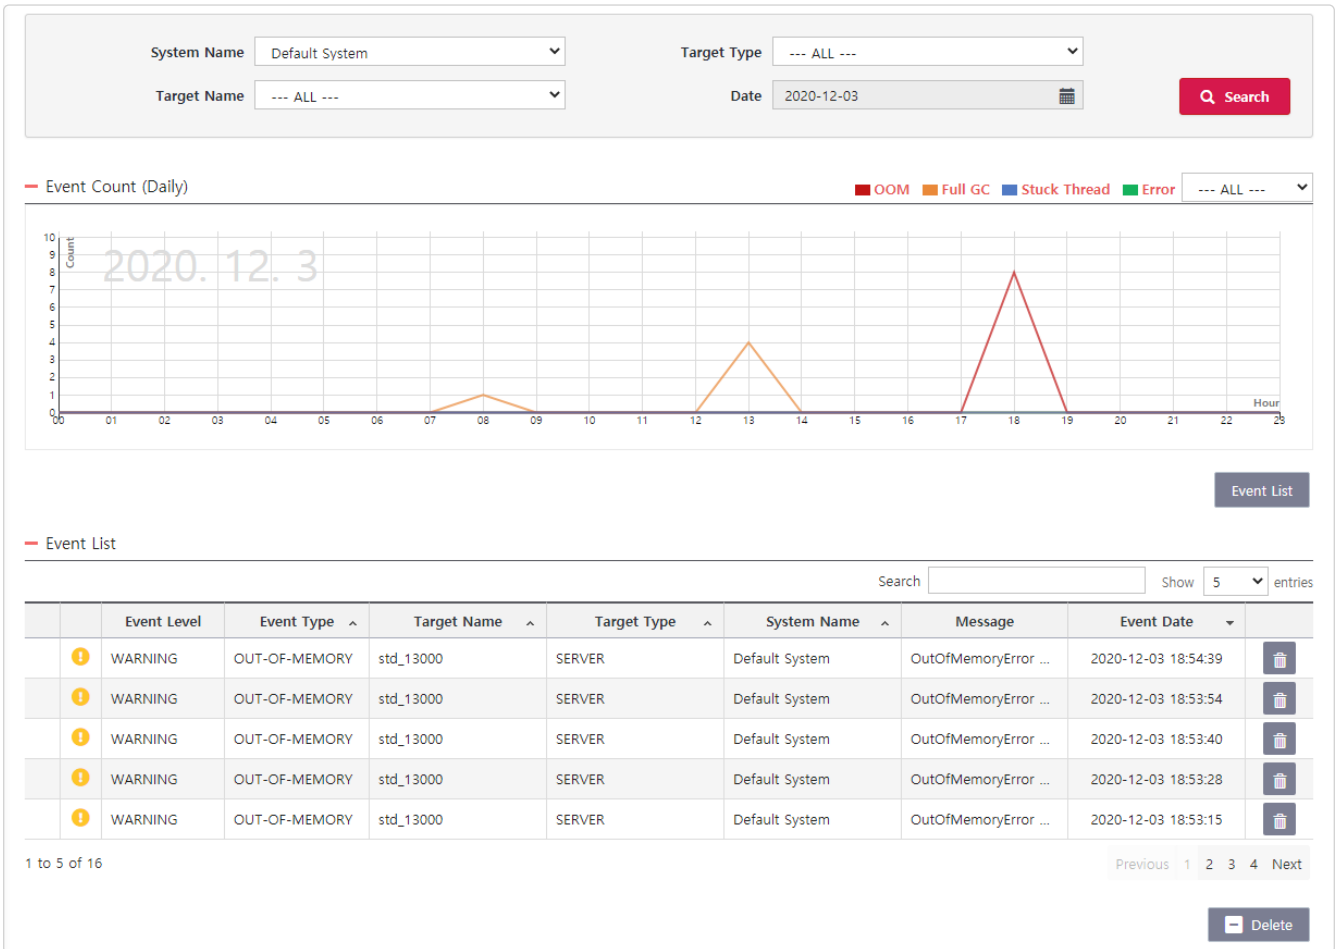 System Name Default System Target Type --- ALL ---
Target Name --- ALL --- Date 2020-12-03 Search
Event Count (Daily) OOM Full GC Stuck Thread Error --- ALL ---
2020. 12. 3
Count
10
9
8
7
6
5
4
3
2
1
0
Hour
00 01 02 03 04 05 06 07 08 09 10 11 12 13 14 15 16 17 18 19 20 21 22 23
Event List
Event List
Search Show 5 entries
Event Level Event Type Target Name Target Type System Name Message Event Date
WARNING OUT-OF-MEMORY std_13000 SERVER Default System OutOfMemoryError ... 2020-12-03 18:54:39
WARNING OUT-OF-MEMORY std_13000 SERVER Default System OutOfMemoryError ... 2020-12-03 18:53:54
WARNING OUT-OF-MEMORY std_13000 SERVER Default System OutOfMemoryError ... 2020-12-03 18:53:40
WARNING OUT-OF-MEMORY std_13000 SERVER Default System OutOfMemoryError ... 2020-12-03 18:53:28
WARNING OUT-OF-MEMORY std_13000 SERVER Default System OutOfMemoryError ... 2020-12-03 18:53:15
1 to 5 of 16 Previous 1 2 3 4 Next
Delete